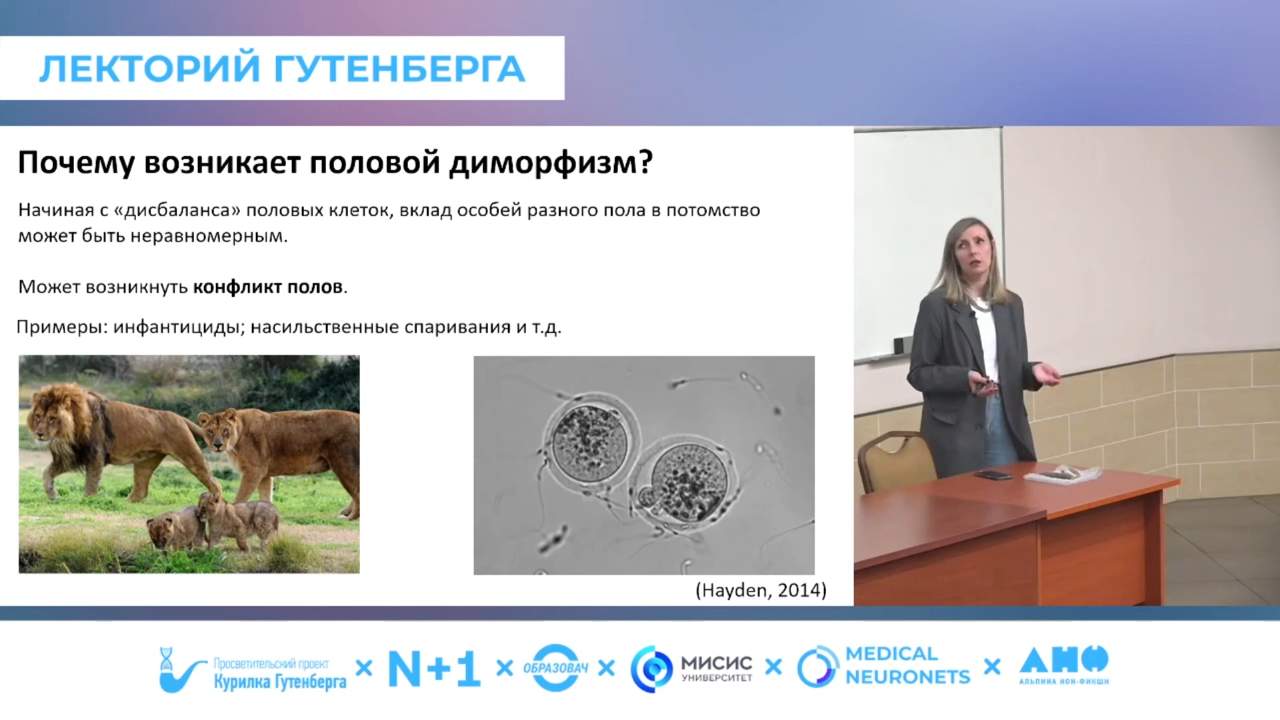 ЛЕКТОРИЙ ГУТЕНБЕРГА
Почему возникает половой диморфизм?
Начиная с «дисбаланса» половых клеток, вклад особей разного пола в потомство
может быть неравномерным.
Может возникнуть конфликт полов.
Примеры: инфантициды; насильственные спаривания и т.д.
(Hayden, 2014)
Просветительский проект
Курилка Гутенберга
×
N+1
×
ОБРАЗОВАЧ
×
МИСИС
УНИВЕРСИТЕТ
×
MEDICAL
NEURONETS
×
АНФ
АЛЬПИНА НОН-ФИКШН